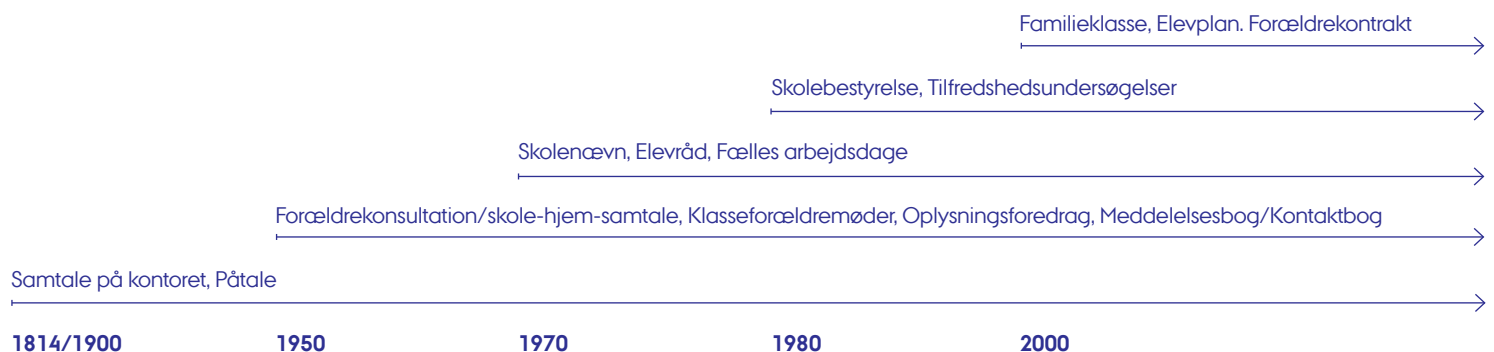 Familieklasse, Elevplan. Forældrekontrakt
Skolebestyrelse, Tilfredshedsundersøgelser
Skolenævn, Elevråd, Fælles arbejdsdage
Forældrekonsultation/skole-hjem-samtale, Klasseforældremøder, Oplysningsforedrag, Meddelelsesbog/Kontaktbog
Samtale på kontoret, Påtale
1814/1900 1950 1970 1980 2000